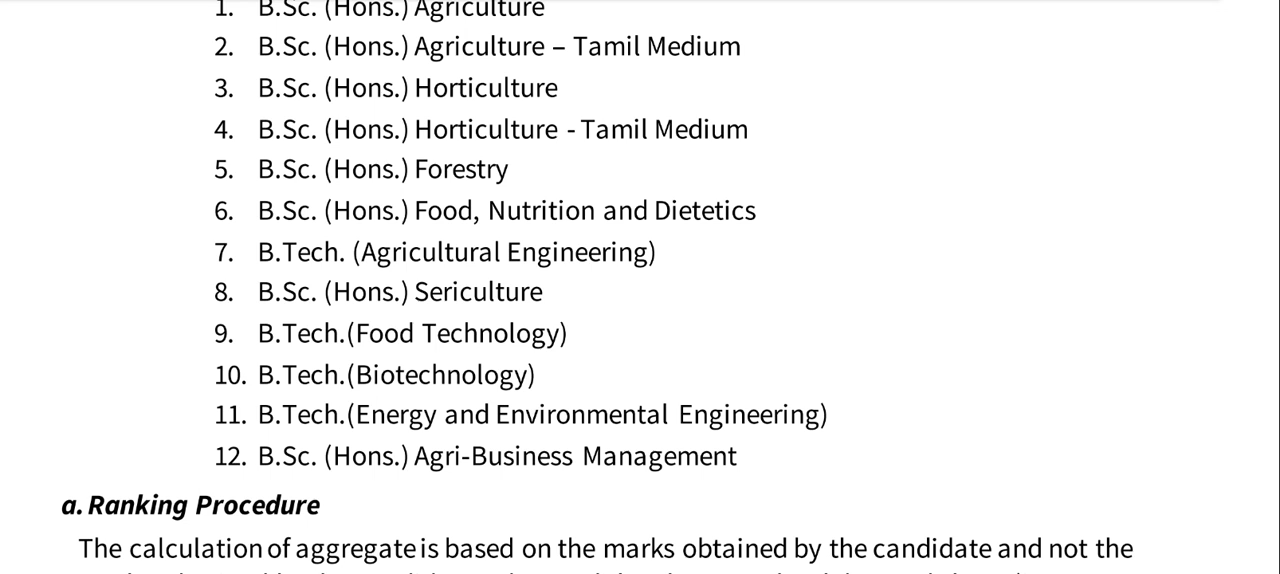 1. B.Sc. (Hons.) Agriculture
2. B.Sc. (Hons.) Agriculture – Tamil Medium
3. B.Sc. (Hons.) Horticulture
4. B.Sc. (Hons.) Horticulture - Tamil Medium
5. B.Sc. (Hons.) Forestry
6. B.Sc. (Hons.) Food, Nutrition and Dietetics
7. B.Tech. (Agricultural Engineering)
8. B.Sc. (Hons.) Sericulture
9. B.Tech.(Food Technology)
10. B.Tech.(Biotechnology)
11. B.Tech.(Energy and Environmental Engineering)
12. B.Sc. (Hons.) Agri-Business Management
a. Ranking Procedure
The calculation of aggregate is based on the marks obtained by the candidate and not the